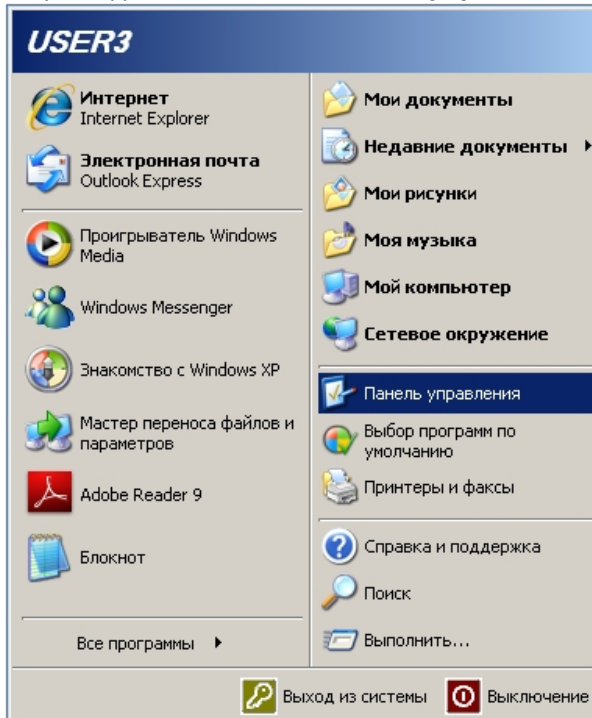 USER3
Интернет
Internet Explorer
Электронная почта
Outlook Express
Проигрыватель Windows
Media
Windows Messenger
Знакомство с Windows XP
Мастер переноса файлов и
параметров
Adobe Reader 9
Блокнот
Все программы
Мои документы
Недавние документы
Мои рисунки
Моя музыка
Мой компьютер
Сетевое окружение
Панель управления
Выбор программ по
умолчанию
Принтеры и факсы
Справка и поддержка
Поиск
Выполнить...
Выход из системы
Выключение